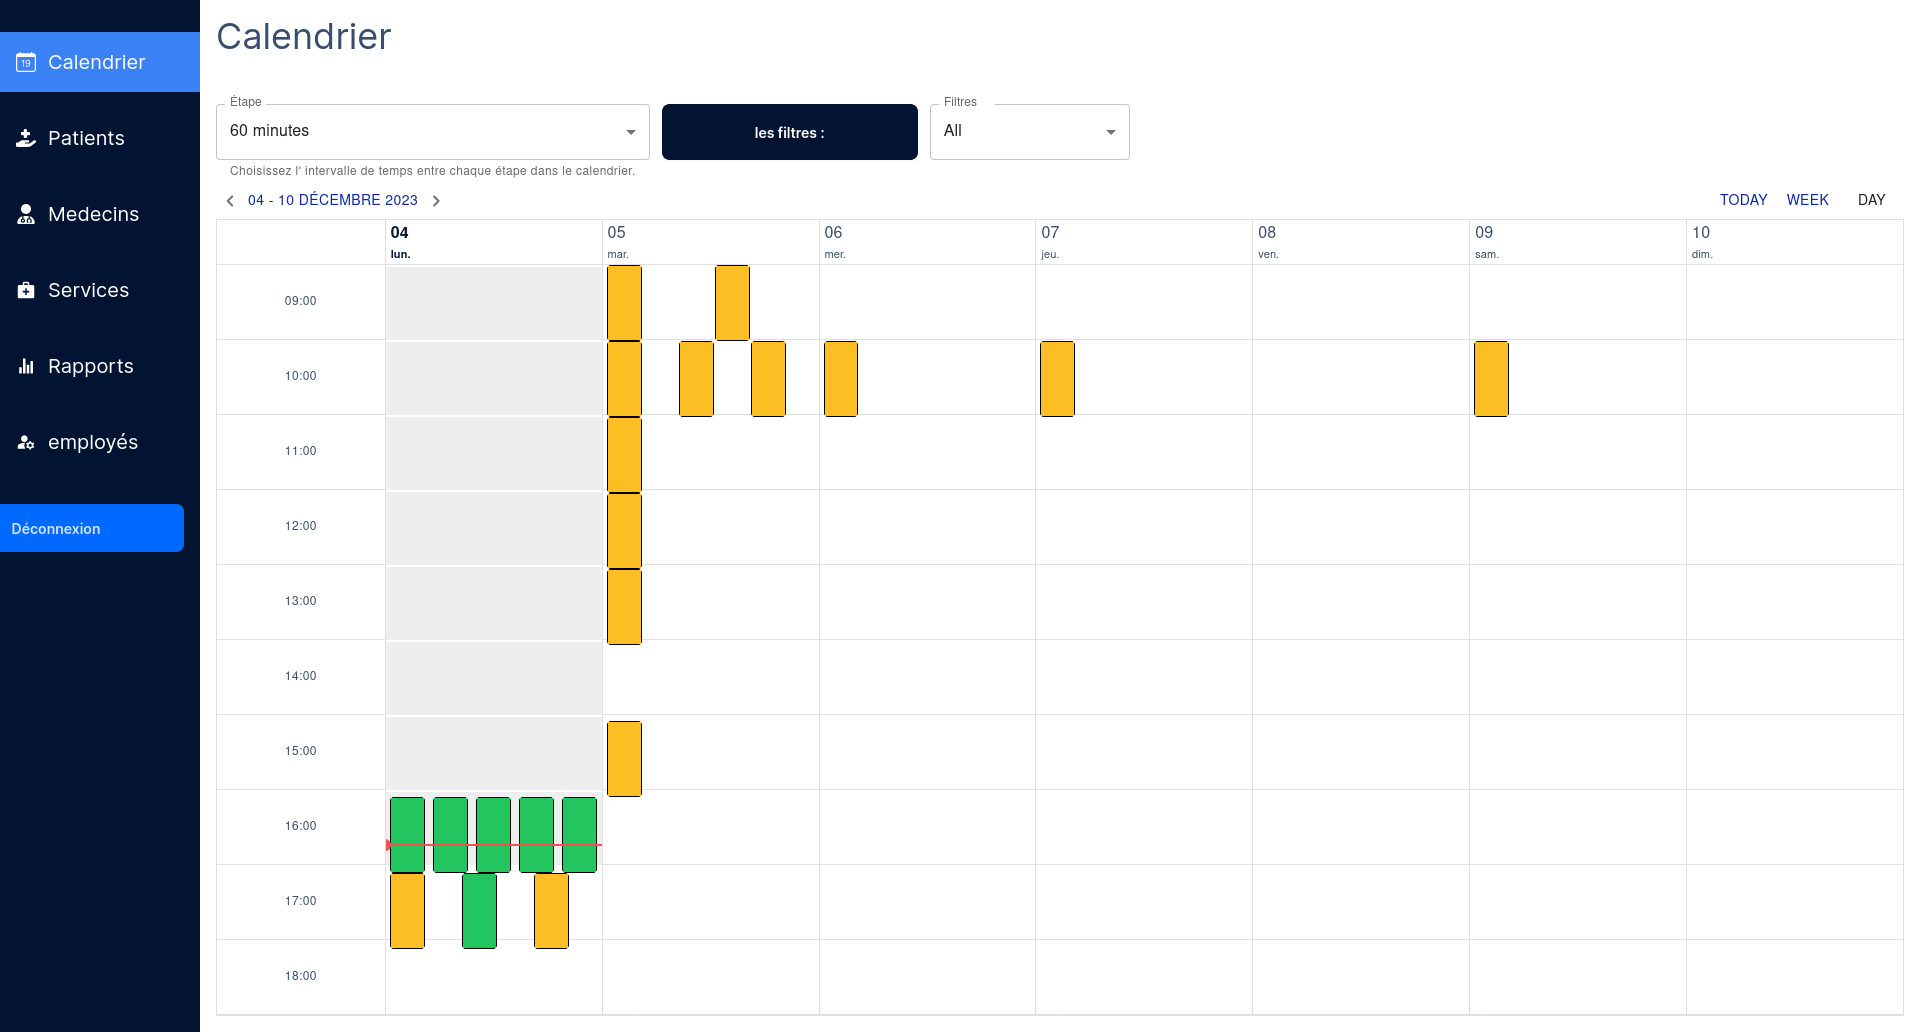 Calendrier
Patients
Medecins
Services
Rapports
employés
Déconnexion
19
Calendrier
Étape
60 minutes
les filtres :
Filtres
All
Choisissez l' intervalle de temps entre chaque étape dans le calendrier.
04 - 10 DÉCEMBRE 2023
TODAY WEEK DAY
04 05 06 07 08 09 10
lun. mar. mer. jeu. ven. sam. dim.
09:00
10:00
11:00
12:00
13:00
14:00
15:00
16:00
17:00
18:00